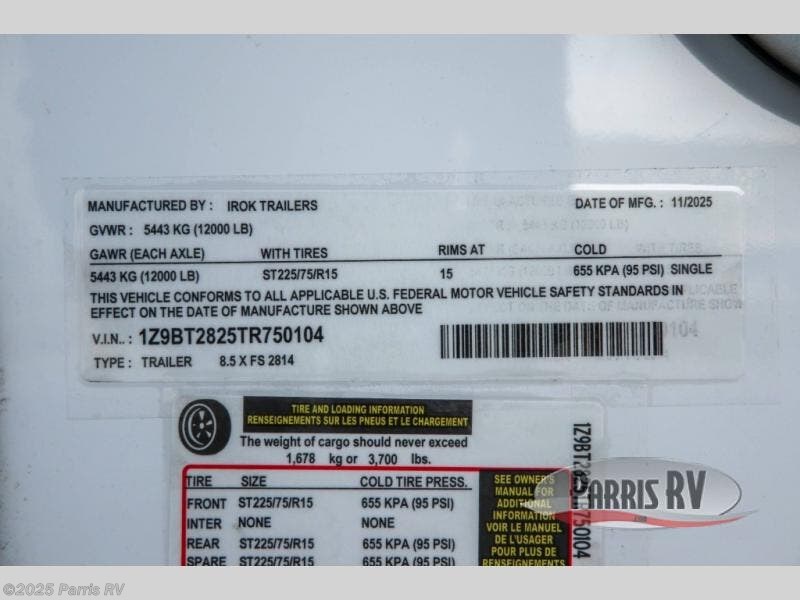 MANUFACTURED BY : IROK TRAILERS DATE OF MFG. : 11/2025
GVWR : 5443 KG (12000 LB)
GAWR (EACH AXLE) WITH TIRES RIMS AT COLD
5443 KG (12000 LB) ST225/75/R15 15 655 KPA (95 PSI) SINGLE
THIS VEHICLE CONFORMS TO ALL APPLICABLE U.S. FEDERAL MOTOR VEHICLE SAFETY STANDARDS IN
EFFECT ON THE DATE OF MANUFACTURE SHOWN ABOVE
V.I.N.. : 1Z9BT2825TR750104
TYPE : TRAILER 8.5 X FS 2814
TIRE AND LOADING INFORMATION
RENSEIGNEMENTS SUR LES PNEUS ET LE CHARGEMENT
The weight of cargo should never exceed
1,678 kg or 3,700 lbs.
TIRE SIZE COLD TIRE PRESS.
FRONT ST225/75/R15 655 KPA (95 PSI)
INTER NONE NONE
REAR ST225/75/R15 655 KPA (95 PSI)
SPARE ST225/75/R15 655 KPA (95 PSI)
SEE OWNER'S
MANUAL FOR
ADDITIONAL
INFORMATION
VOIR LE MANUEL
DE L'USAGER
POUR PLUS DE
RENSEIGNEMENTS
1Z9BT2825TR750104
PARRIS RV
©2025 Parris RV